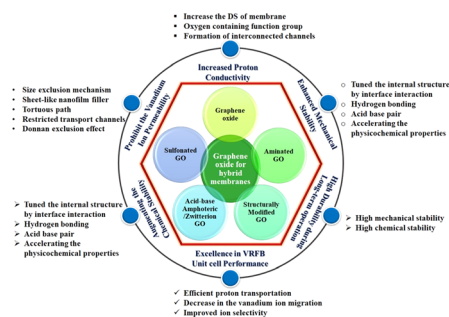 ▪ Increase the DS of membrane
▪ Oxygen containing function group
▪ Formation of interconnected channels
Increased Proton
Conductivity
• Size exclusion mechanism
• Sheet-like nanofilm filler
• Tortuous path
• Restricted transport channels
• Donnan exclusion effect
Prohibit the Vanadium
Ion Permeability
Enhanced Mechanical
Stability
o Tuned the internal structure
by interface interaction
o Hydrogen bonding
o Acid base pair
o Accelerating the
physicochemical properties
Graphene
oxide
Sulfonated
GO
Aminated
GO
Graphene
oxide for
hybrid
membranes
Acid-base
Amphoteric
/Zwitterion
GO
Structurally
Modified
GO
Augmenting the
Chemical Stability
High Durability during
Long-term operation
➢ Tuned the internal structure
by interface interaction
➢ Hydrogen bonding
➢ Acid base pair
➢ Accelerating the
physicochemical properties
➢ High mechanical stability
➢ High chemical stability
Excellence in VRFB
Unit cell Performance
✓ Efficient proton transportation
✓ Decrease in the vanadium ion migration
✓ Improved ion selectivity